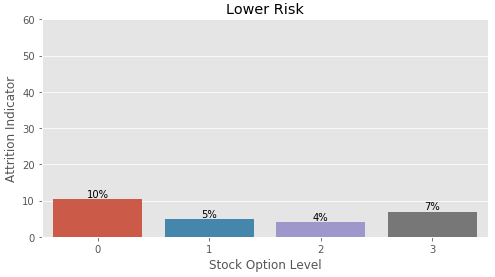 Lower Risk
60
50
40
30
20
10
0
Attrition Indicator
10%
5%
4%
7%
0 1 2 3
Stock Option Level